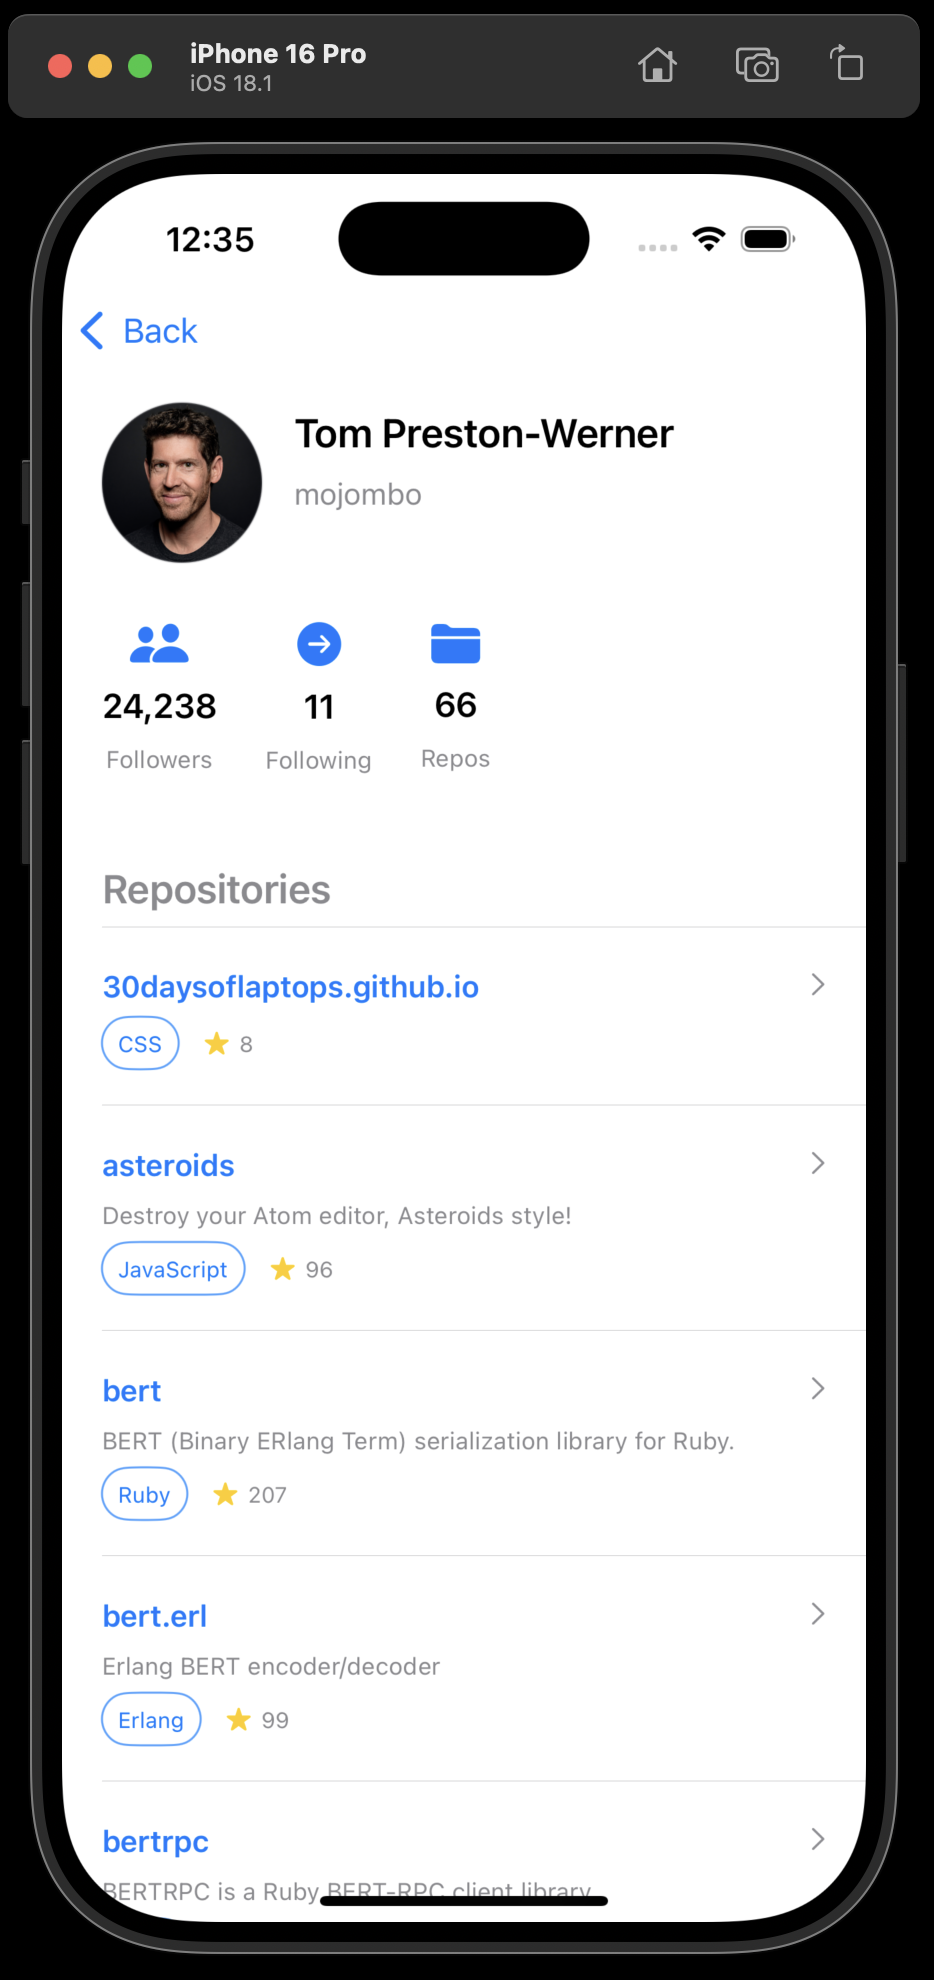 iPhone 16 Pro
iOS 18.1
12:35
Back
Tom Preston-Werner
mojombo
24,238 11 66
Followers Following Repos
Repositories
30daysoflaptops.github.io
CSS 8
asteroids
Destroy your Atom editor, Asteroids style!
JavaScript 96
bert
BERT (Binary ERlang Term) serialization library for Ruby.
Ruby 207
bert.erl
Erlang BERT encoder/decoder
Erlang 99
bertrpc
BERTRPC is a Ruby BERT-RPC client library